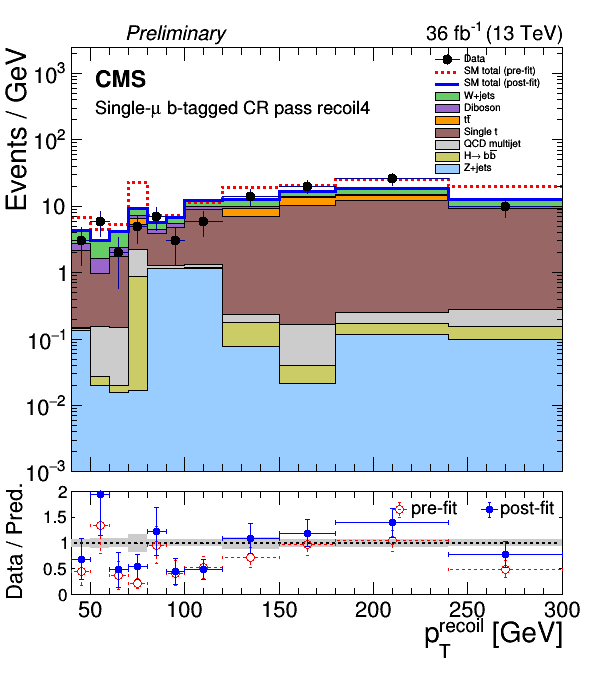 Preliminary 36 fb⁻¹ (13 TeV)
Events / GeV
CMS
Single-μ b-tagged CR pass recoil4
Data
SM total (pre-fit)
SM total (post-fit)
W+jets
Diboson
tt̅
Single t
QCD multijet
H→ bb̅
Z+jets
10³
10²
10
1
10⁻¹
10⁻²
10⁻³
Data / Pred.
2
1.5
1
0.5
0
pre-fit post-fit
50 100 150 200 250 300
p_T^recoil [GeV]